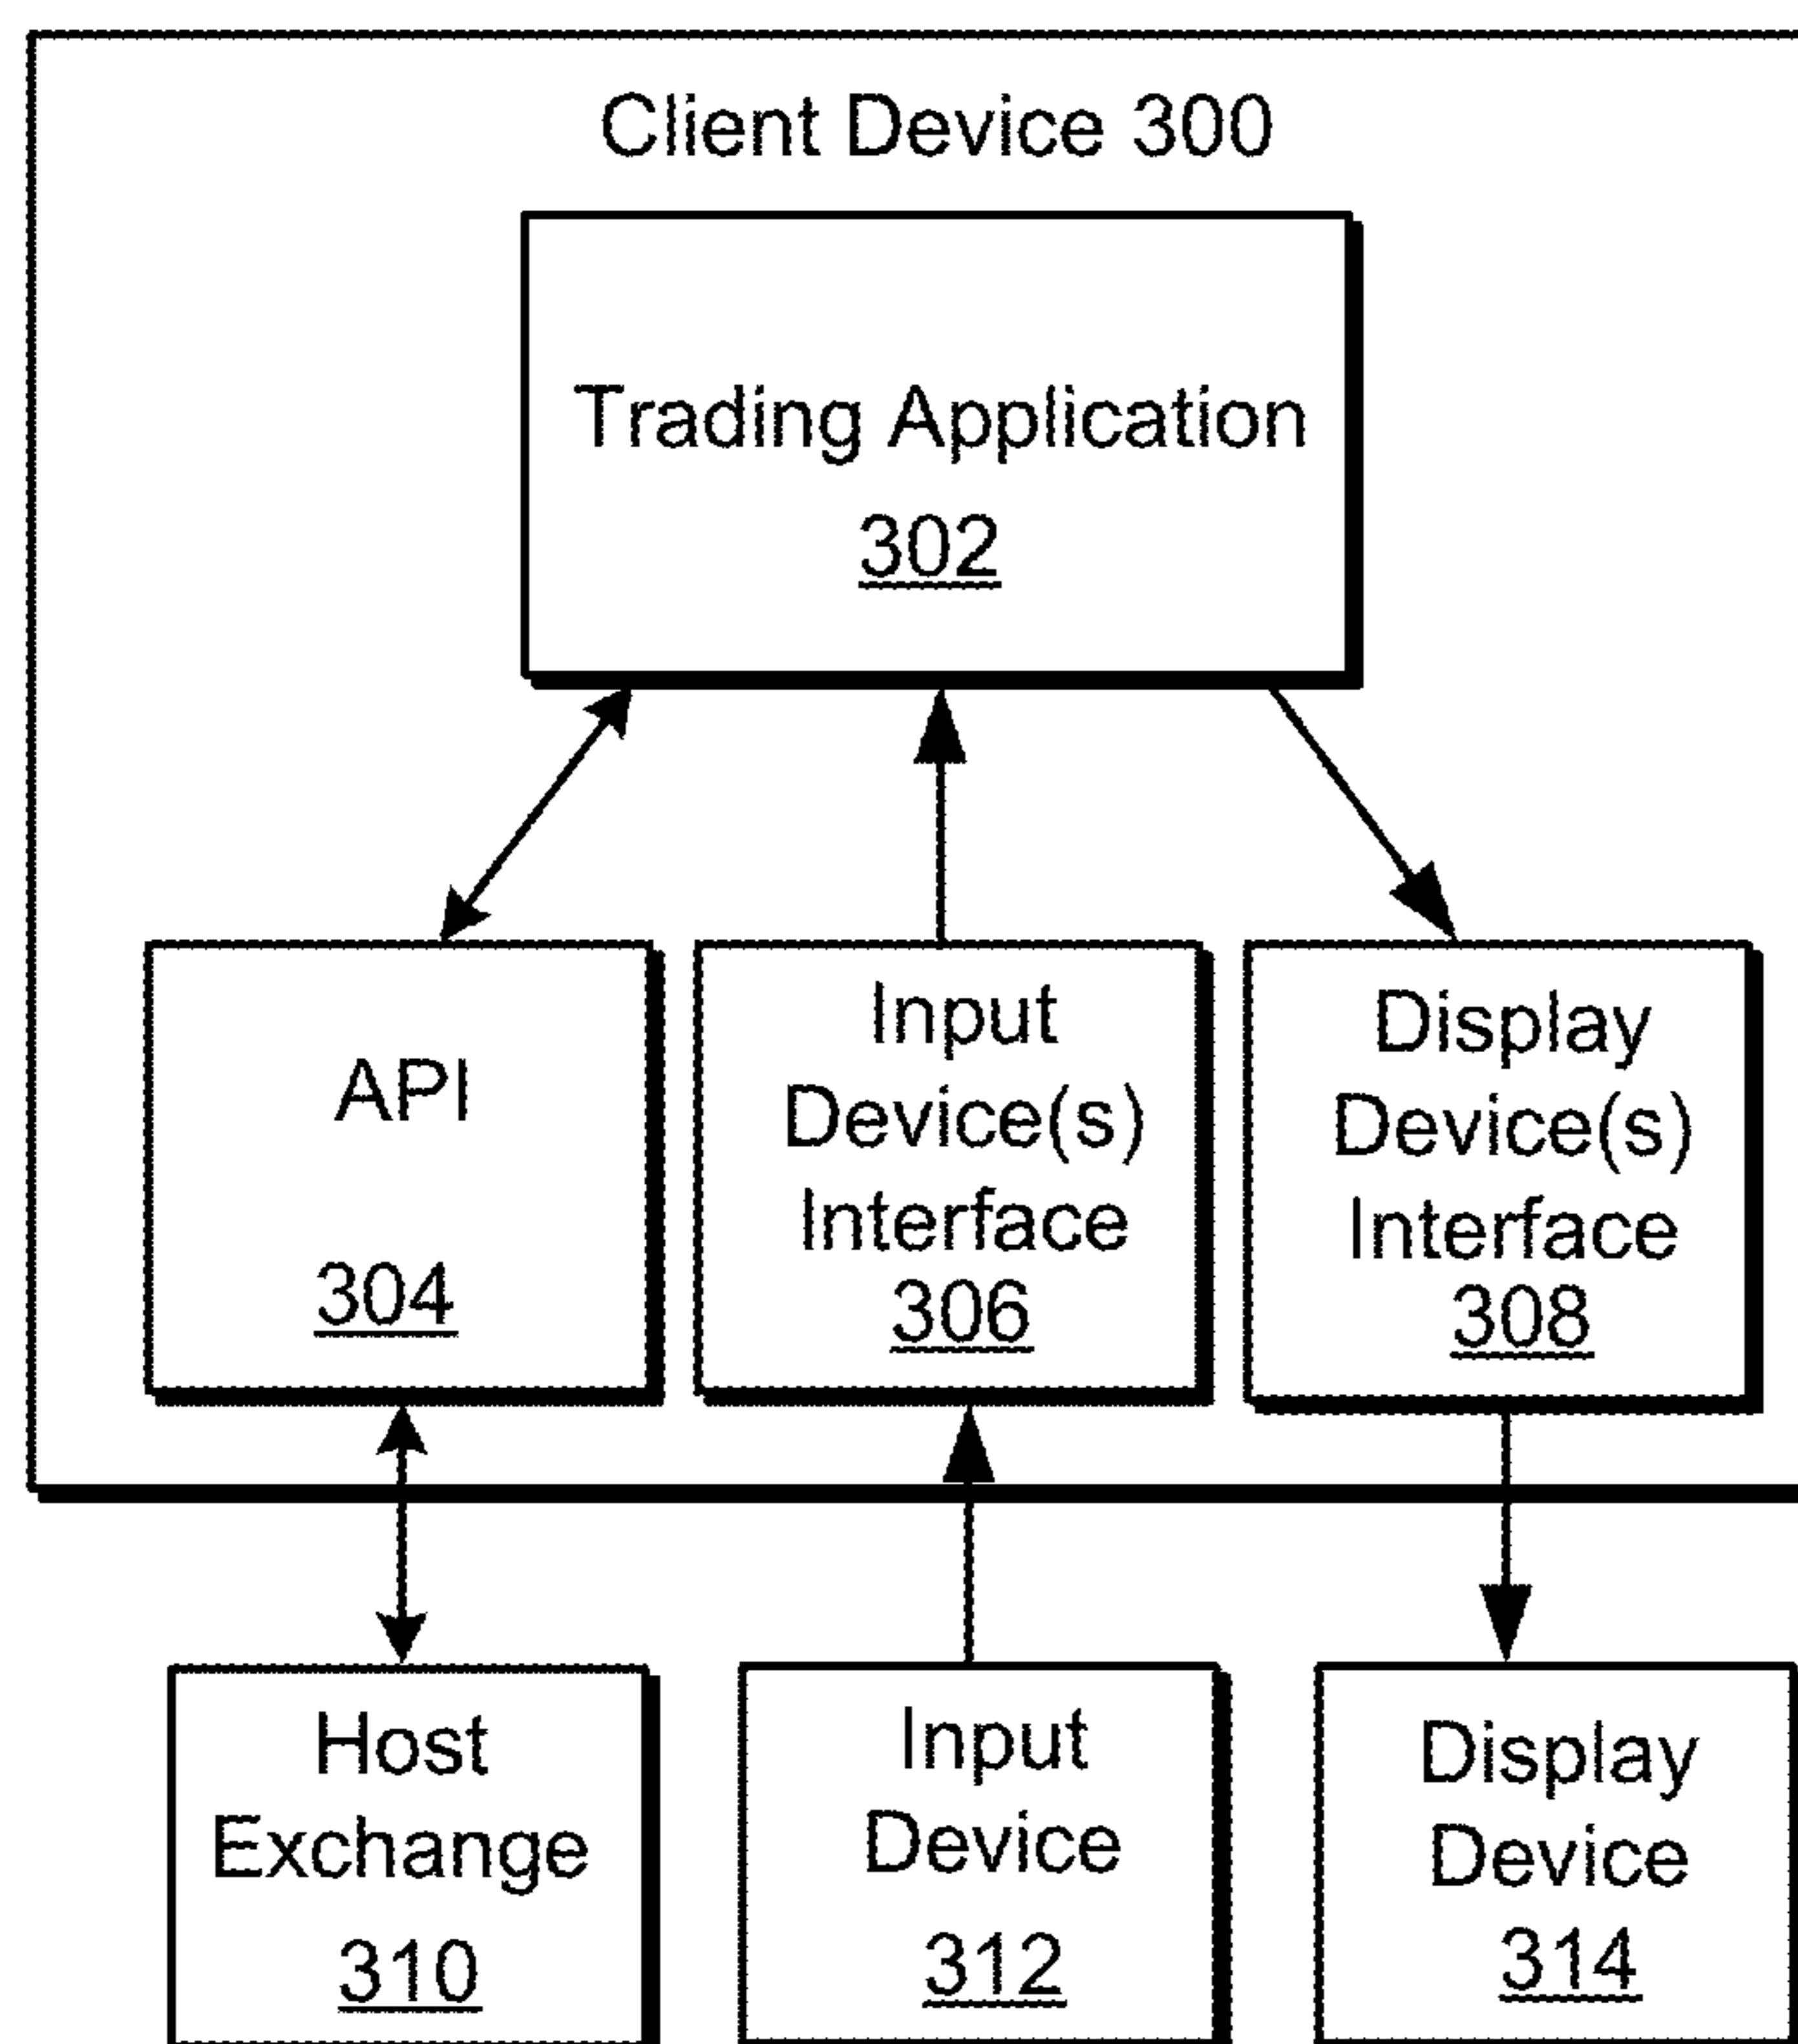 Client Device 300
Trading Application
302
API
304
Input
Device(s)
Interface
306
Display
Device(s)
Interface
308
Host
Exchange
310
Input
Device
312
Display
Device
314